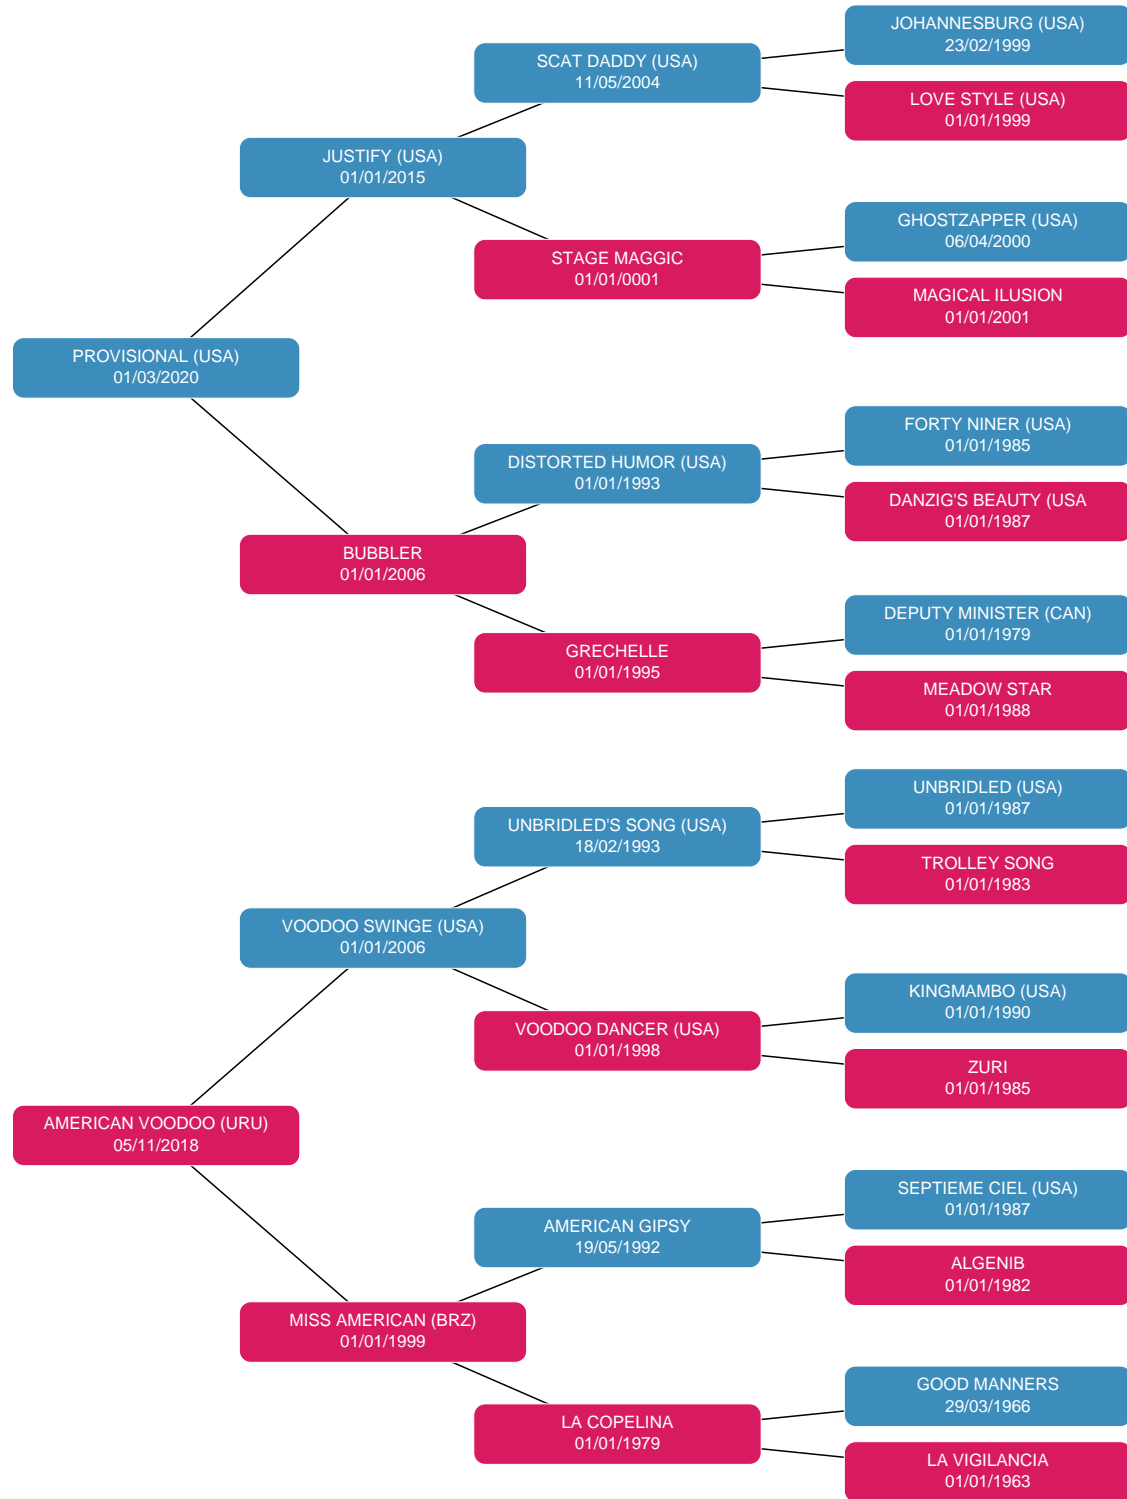 JOHANNESBURG (USA)
23/02/1999
SCAT DADDY (USA)
11/05/2004
LOVE STYLE (USA)
01/01/1999
JUSTIFY (USA)
01/01/2015
GHOSTZAPPER (USA)
06/04/2000
STAGE MAGGIC
01/01/0001
MAGICAL ILUSION
01/01/2001
PROVISIONAL (USA)
01/03/2020
FORTY NINER (USA)
01/01/1985
DISTORTED HUMOR (USA)
01/01/1993
DANZIG'S BEAUTY (USA
01/01/1987
BUBBLER
01/01/2006
DEPUTY MINISTER (CAN)
01/01/1979
GRECHELLE
01/01/1995
MEADOW STAR
01/01/1988
UNBRIDLED (USA)
01/01/1987
UNBRIDLED'S SONG (USA)
18/02/1993
TROLLEY SONG
01/01/1983
VOODOO SWINGE (USA)
01/01/2006
KINGMAMBO (USA)
01/01/1990
VOODOO DANCER (USA)
01/01/1998
ZURI
01/01/1985
AMERICAN VOODOO (URU)
05/11/2018
SEPTIEME CIEL (USA)
01/01/1987
AMERICAN GIPSY
19/05/1992
ALGENIB
01/01/1982
MISS AMERICAN (BRZ)
01/01/1999
GOOD MANNERS
29/03/1966
LA COPELINA
01/01/1979
LA VIGILANCIA
01/01/1963